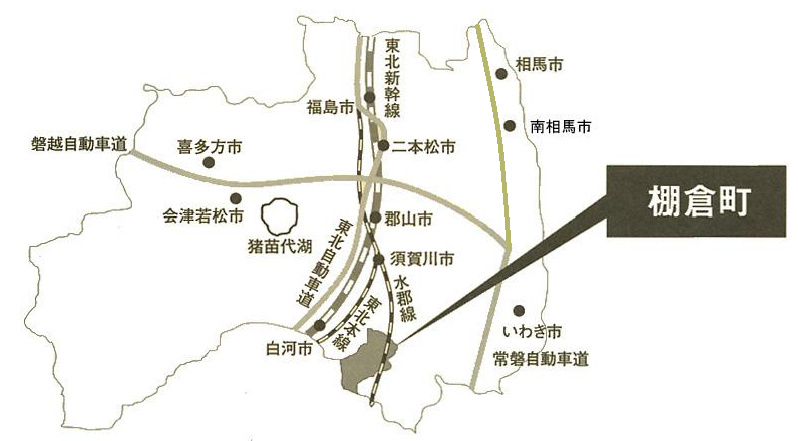 東北新幹線
相馬市
福島市
南相馬市
磐越自動車道
喜多方市
二本松市
棚倉町
会津若松市
郡山市
猪苗代湖
東北自動車道
須賀川市
水郡線
東北本線
いわき市
白河市
常磐自動車道